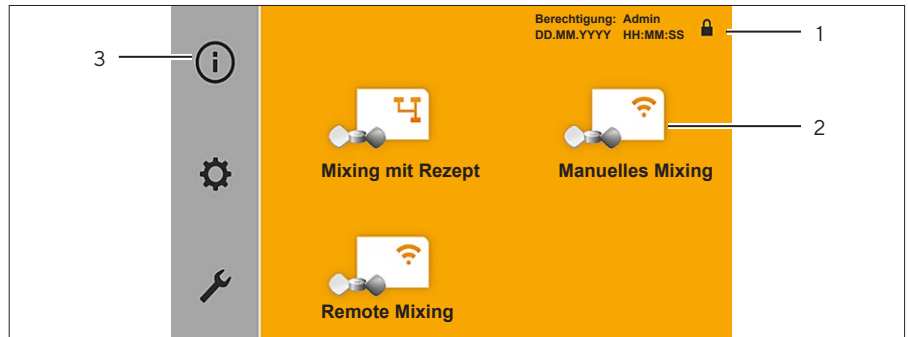 Berechtigung: Admin
DD.MM.YYYY HH:MM:SS
1
3
2
Mixing mit Rezept
Manuelles Mixing
Remote Mixing